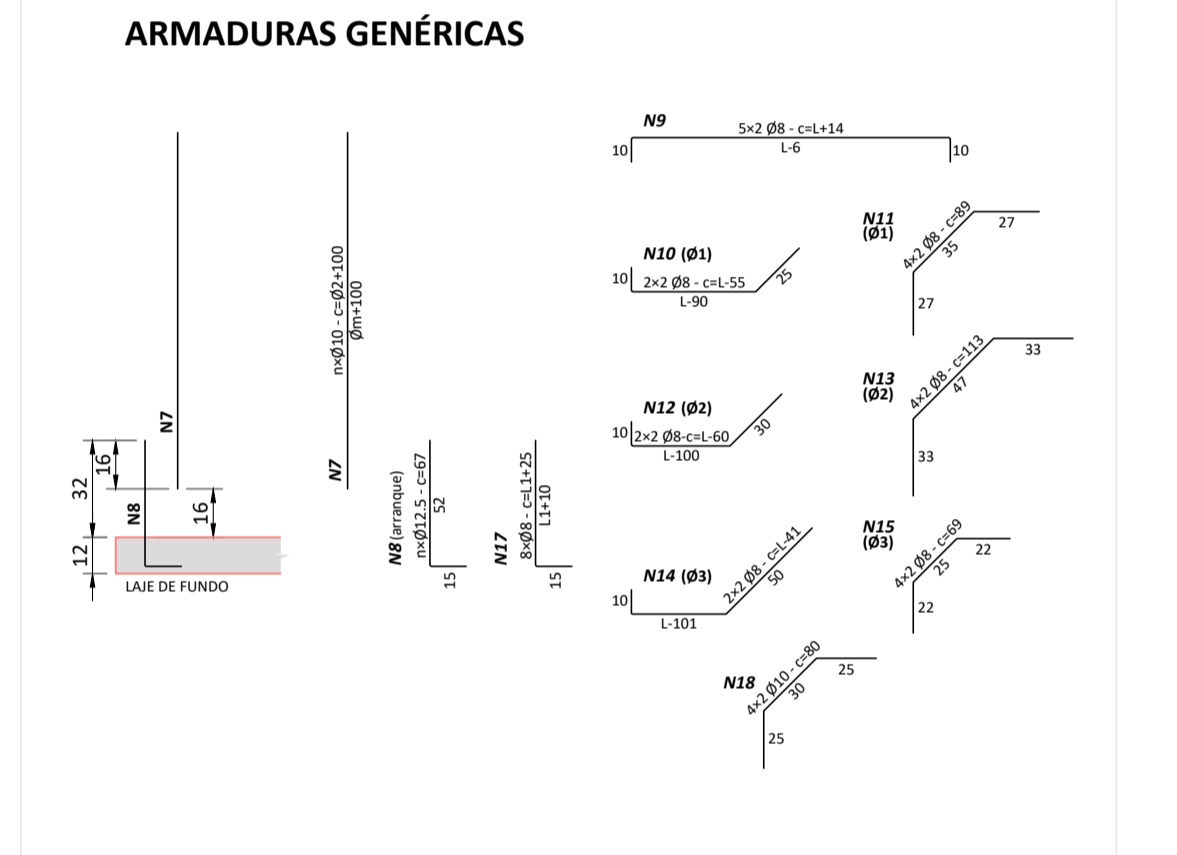 ARMADURAS GENÉRICAS
N7
N8
32
16
16
12
LAJE DE FUNDO
N7
n×Ø10 - c=Ø2+100
Øm+100
N8 (arranque)
n×Ø12.5 - c=67
52
15
N17
8×Ø8 - c=L1+25
L1+10
15
N9
5×2 Ø8 - c=L+14
10
L-6
10
N10 (Ø1)
10
2×2 Ø8 - c=L-55
25
L-90
N11
(Ø1)
4×2 Ø8 - c=89
35
27
27
N12 (Ø2)
10
2×2 Ø8-c=L-60
30
L-100
N13
(Ø2)
4×2 Ø8 - c=113
47
33
33
N14 (Ø3)
10
2×2 Ø8 - c=L-41
50
L-101
N15
(Ø3)
4×2 Ø8 - c=69
25
22
22
N18
4×2 Ø10 - c=80
30
25
25